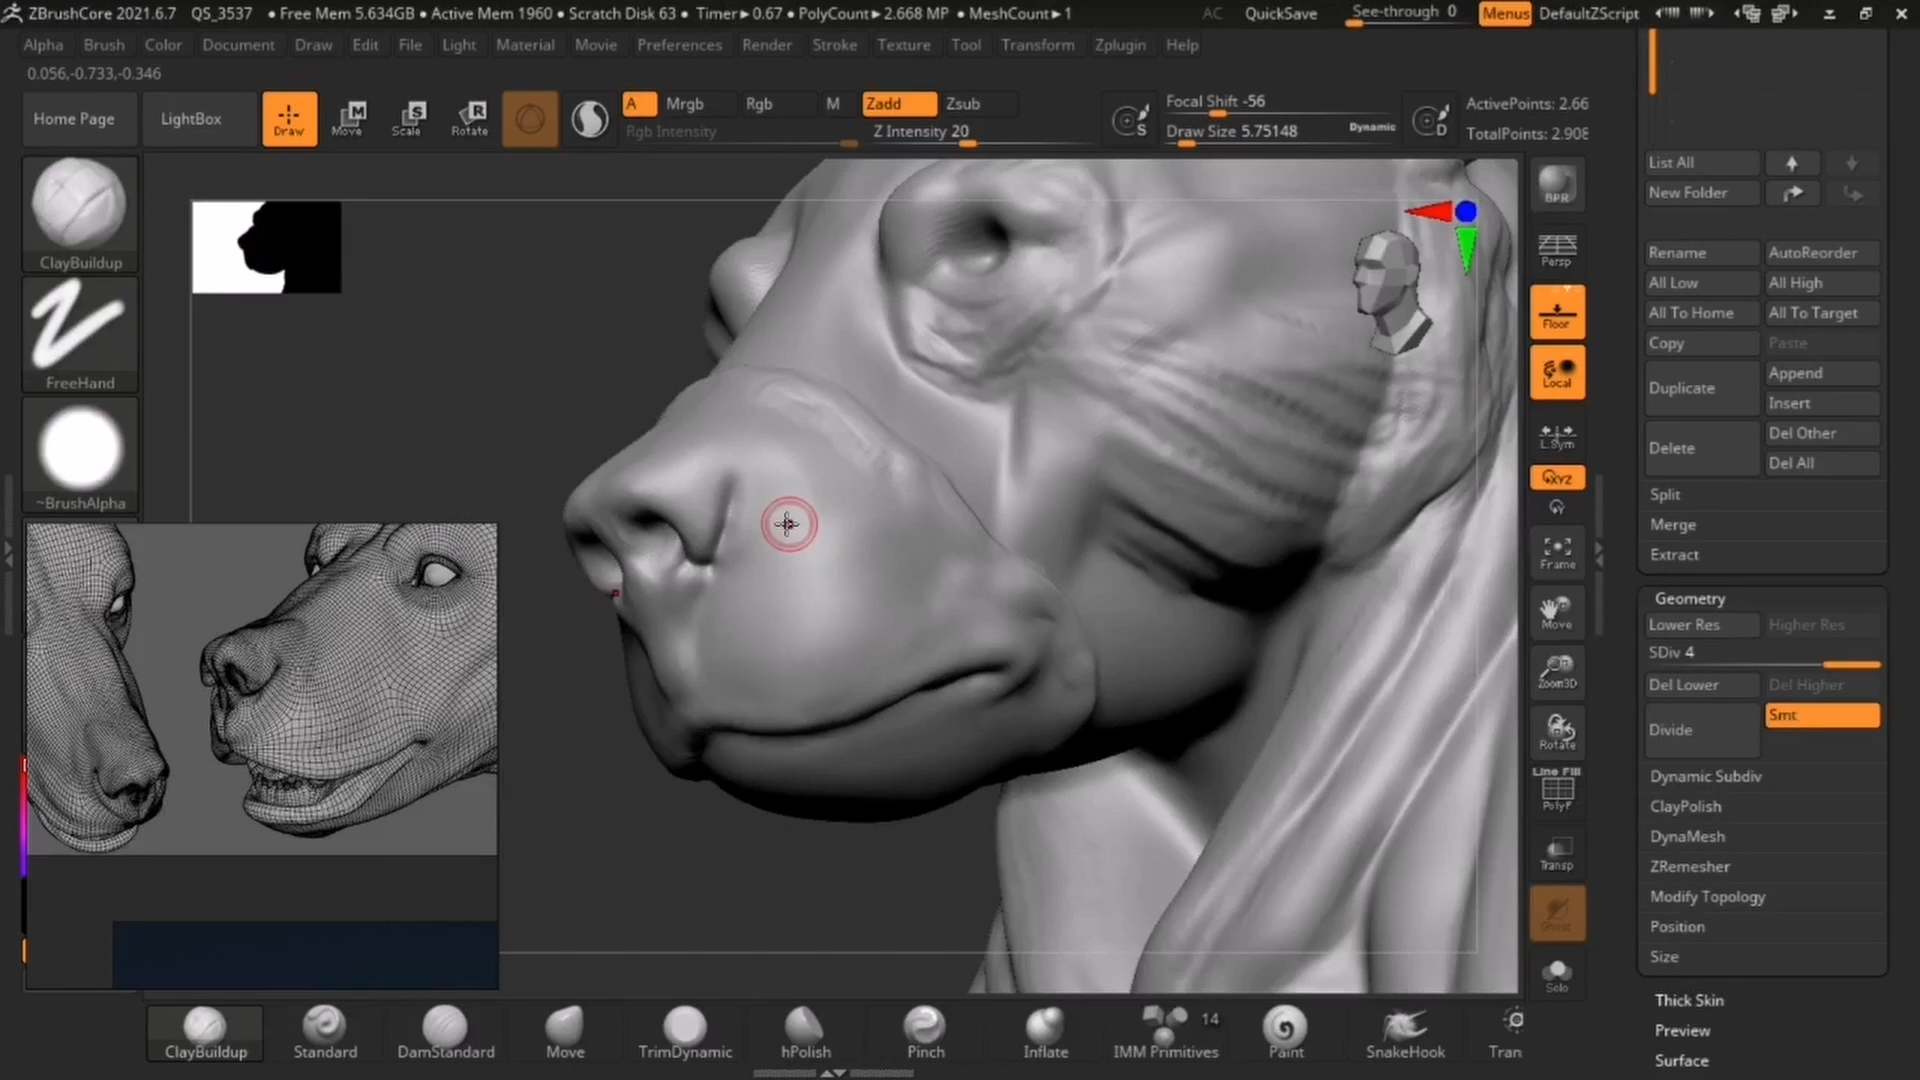 ZBrushCore 2021.6.7 QS_3537 • Free Mem 5.634GB • Active Mem 1960 • Scratch Disk 63 • Timer▸0.67 • PolyCount▸2.668 MP • MeshCount▸1 AC QuickSave See-through 0 Menus DefaultZScript
Alpha Brush Color Document Draw Edit File Light Material Movie Preferences Render Stroke Texture Tool Transform Zplugin Help
0.056,-0.733,-0.346
Home Page LightBox Draw Move Scale Rotate
M S R
A Mrgb Rgb M Zadd Zsub
Rgb Intensity Z Intensity 20
S Focal Shift -56
Draw Size 5.75148 Dynamic
D ActivePoints: 2.66
TotalPoints: 2.908
ClayBuildup
FreeHand
~BrushAlpha
BPR
Persp
Floor
Local
L.Sym
XYZ
Y
Frame
Move
Zoom3D
Rotate
Line Fill
PolyF
Transp
Ghost
Solo
List All
New Folder
Rename AutoReorder
All Low All High
All To Home All To Target
Copy Paste
Duplicate Append
Insert
Delete Del Other
Del All
Split
Merge
Extract
Geometry
Lower Res Higher Res
SDiv 4
Del Lower Del Higher
Divide Smt
Dynamic Subdiv
ClayPolish
DynaMesh
ZRemesher
Modify Topology
Position
Size
Thick Skin
Preview
Surface
ClayBuildup Standard DamStandard Move TrimDynamic hPolish Pinch Inflate IMM Primitives 14 Paint SnakeHook Tran